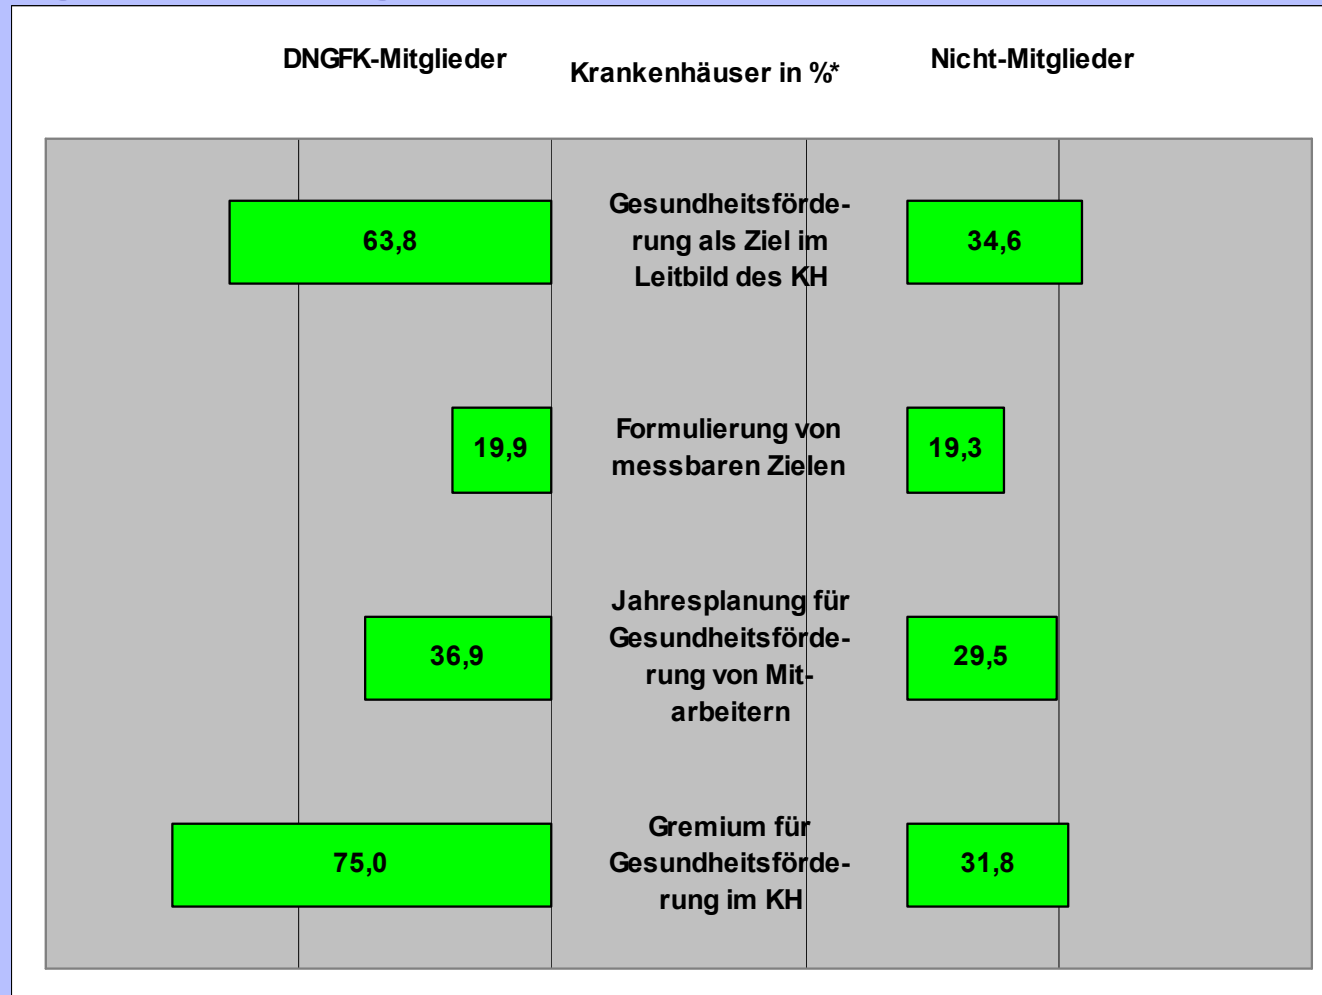 DNGFK-Mitglieder
Krankenhäuser in %*
Nicht-Mitglieder
63,8
Gesundheitsförde-
rung als Ziel im
Leitbild des KH
34,6
19,9
Formulierung von
messbaren Zielen
19,3
36,9
Jahresplanung für
Gesundheitsförde-
rung von Mit-
arbeitern
29,5
75,0
Gremium für
Gesundheitsförde-
rung im KH
31,8